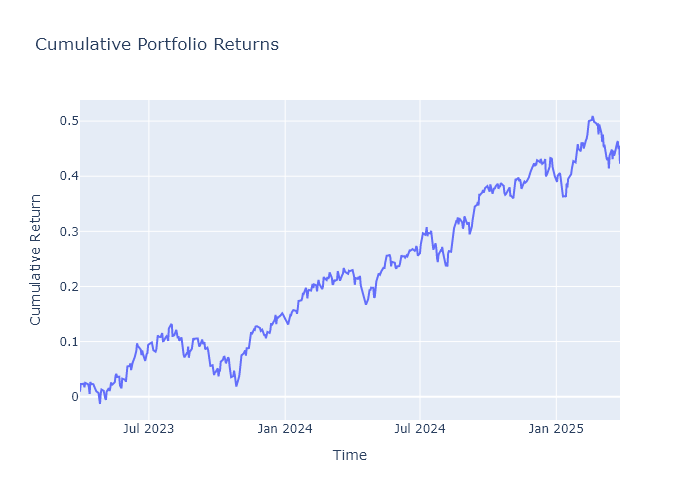 Cumulative Portfolio Returns
0.5
0.4
0.3
0.2
0.1
0
Cumulative Return
Jul 2023 Jan 2024 Jul 2024 Jan 2025
Time